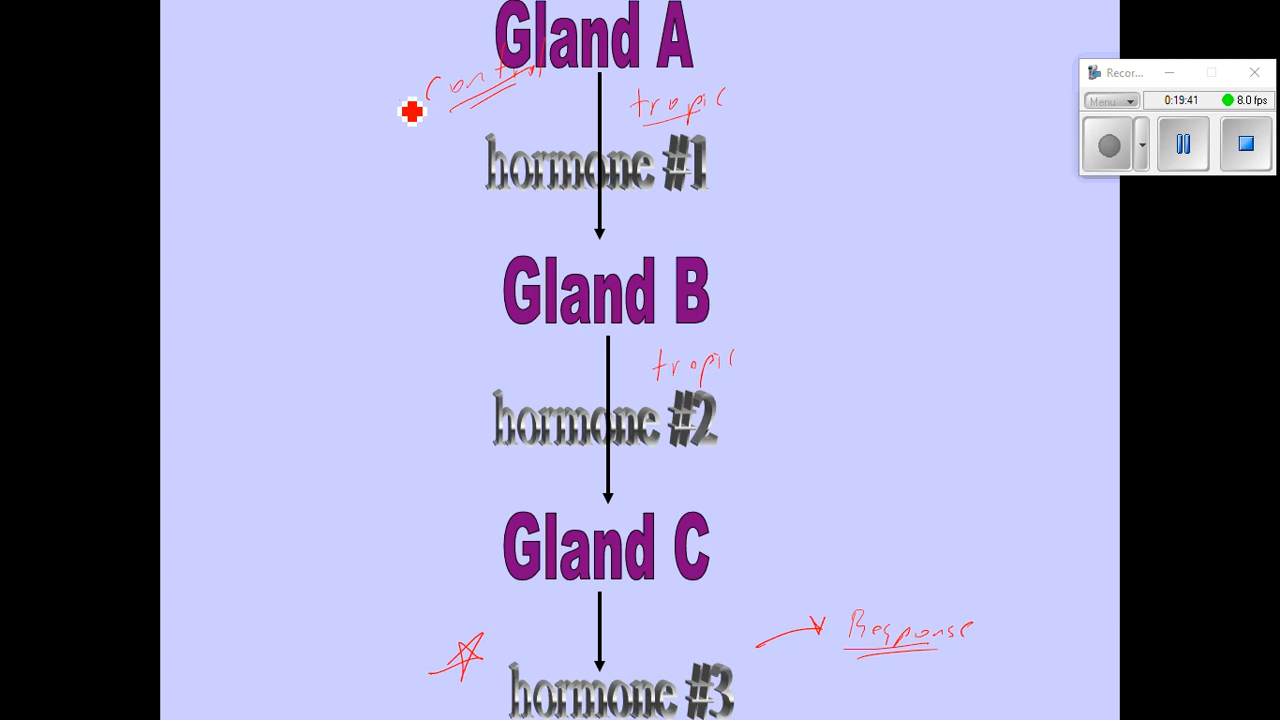 Gland A
control
tropic
hormone #1
Gland B
tropic
hormone #2
Gland C
Response
hormone #3
Recor...
Menu
0:19:41
8.0 fps